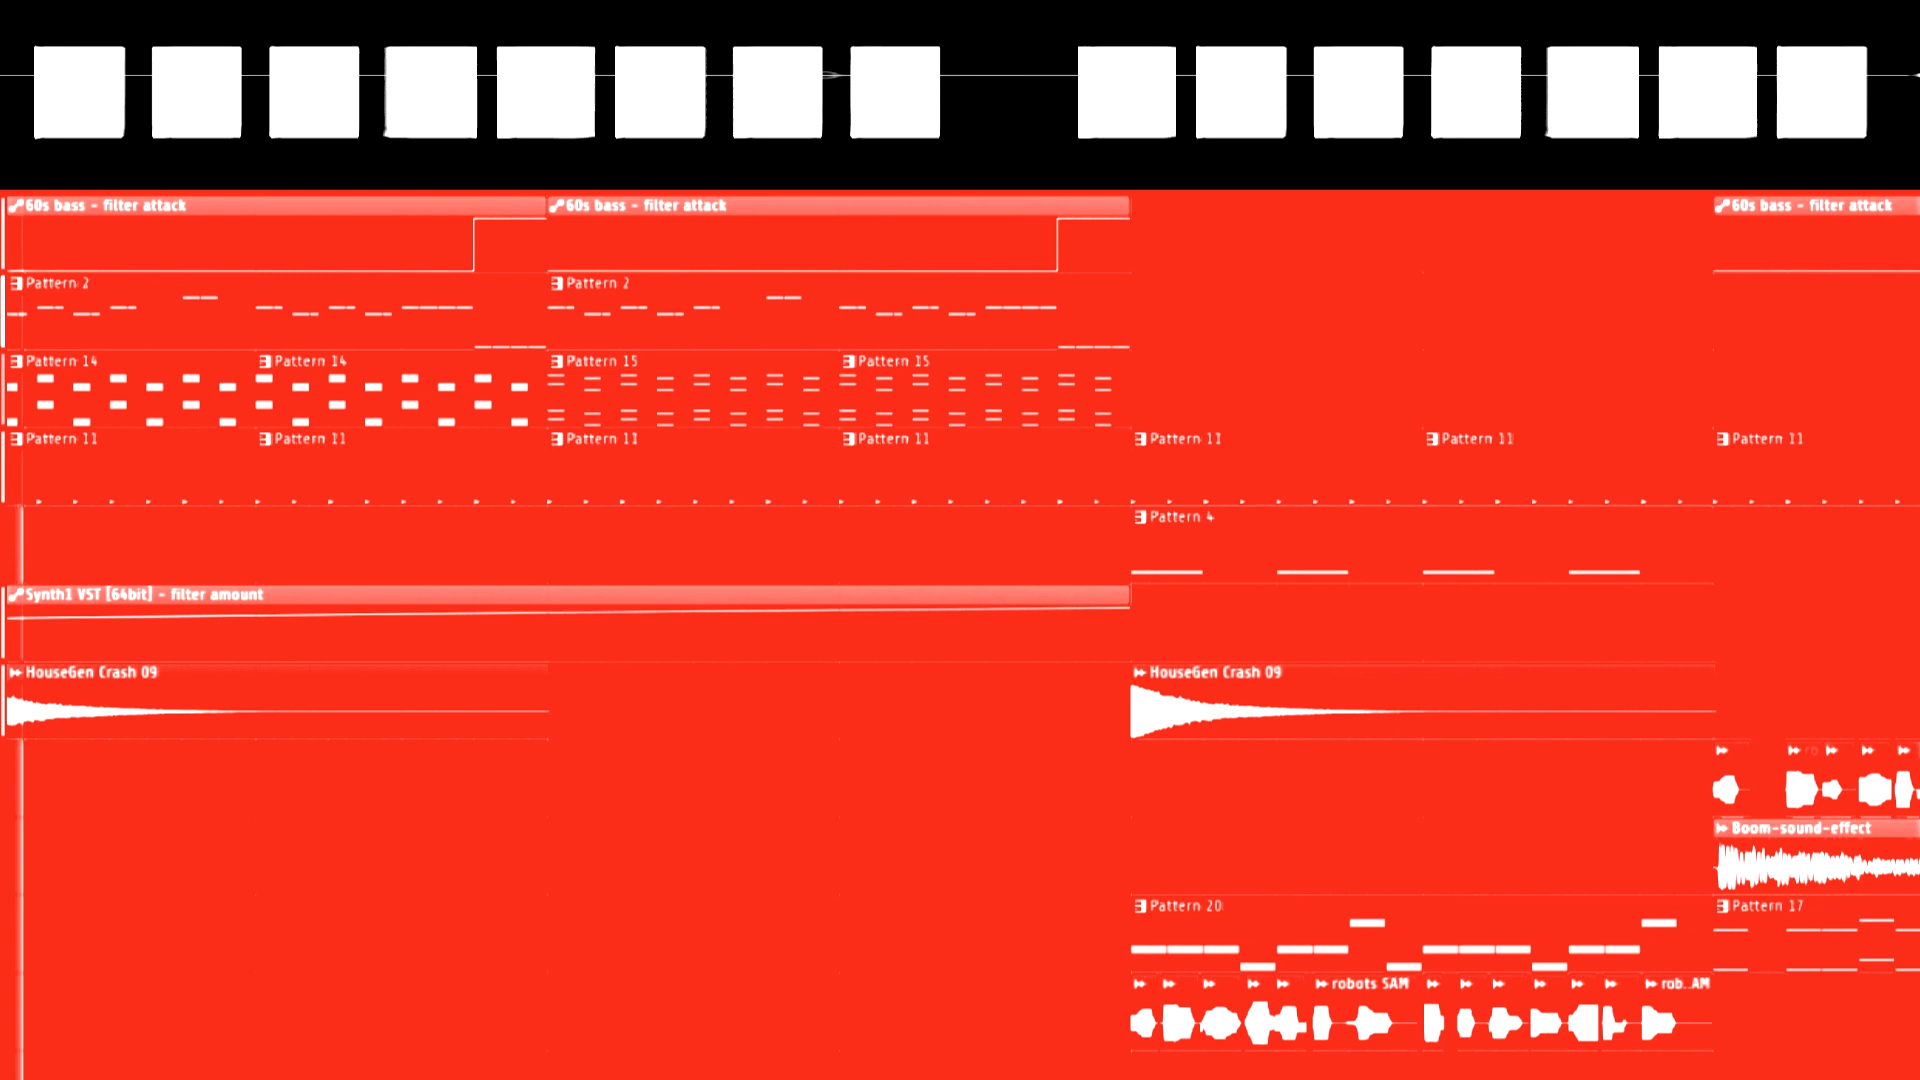 60s bass - filter attack
60s bass - filter attack
60s bass - filter attack
Pattern 2
Pattern 2
Pattern 14
Pattern 14
Pattern 15
Pattern 15
Pattern 11
Pattern 11
Pattern 11
Pattern 11
Pattern 11
Pattern 11
Pattern 11
Pattern 4
Synth1 VST [64bit] - filter amount
HouseGen Crash 09
HouseGen Crash 09
Boom-sound-effect
Pattern 20
Pattern 17
robots SAM
rob..AM